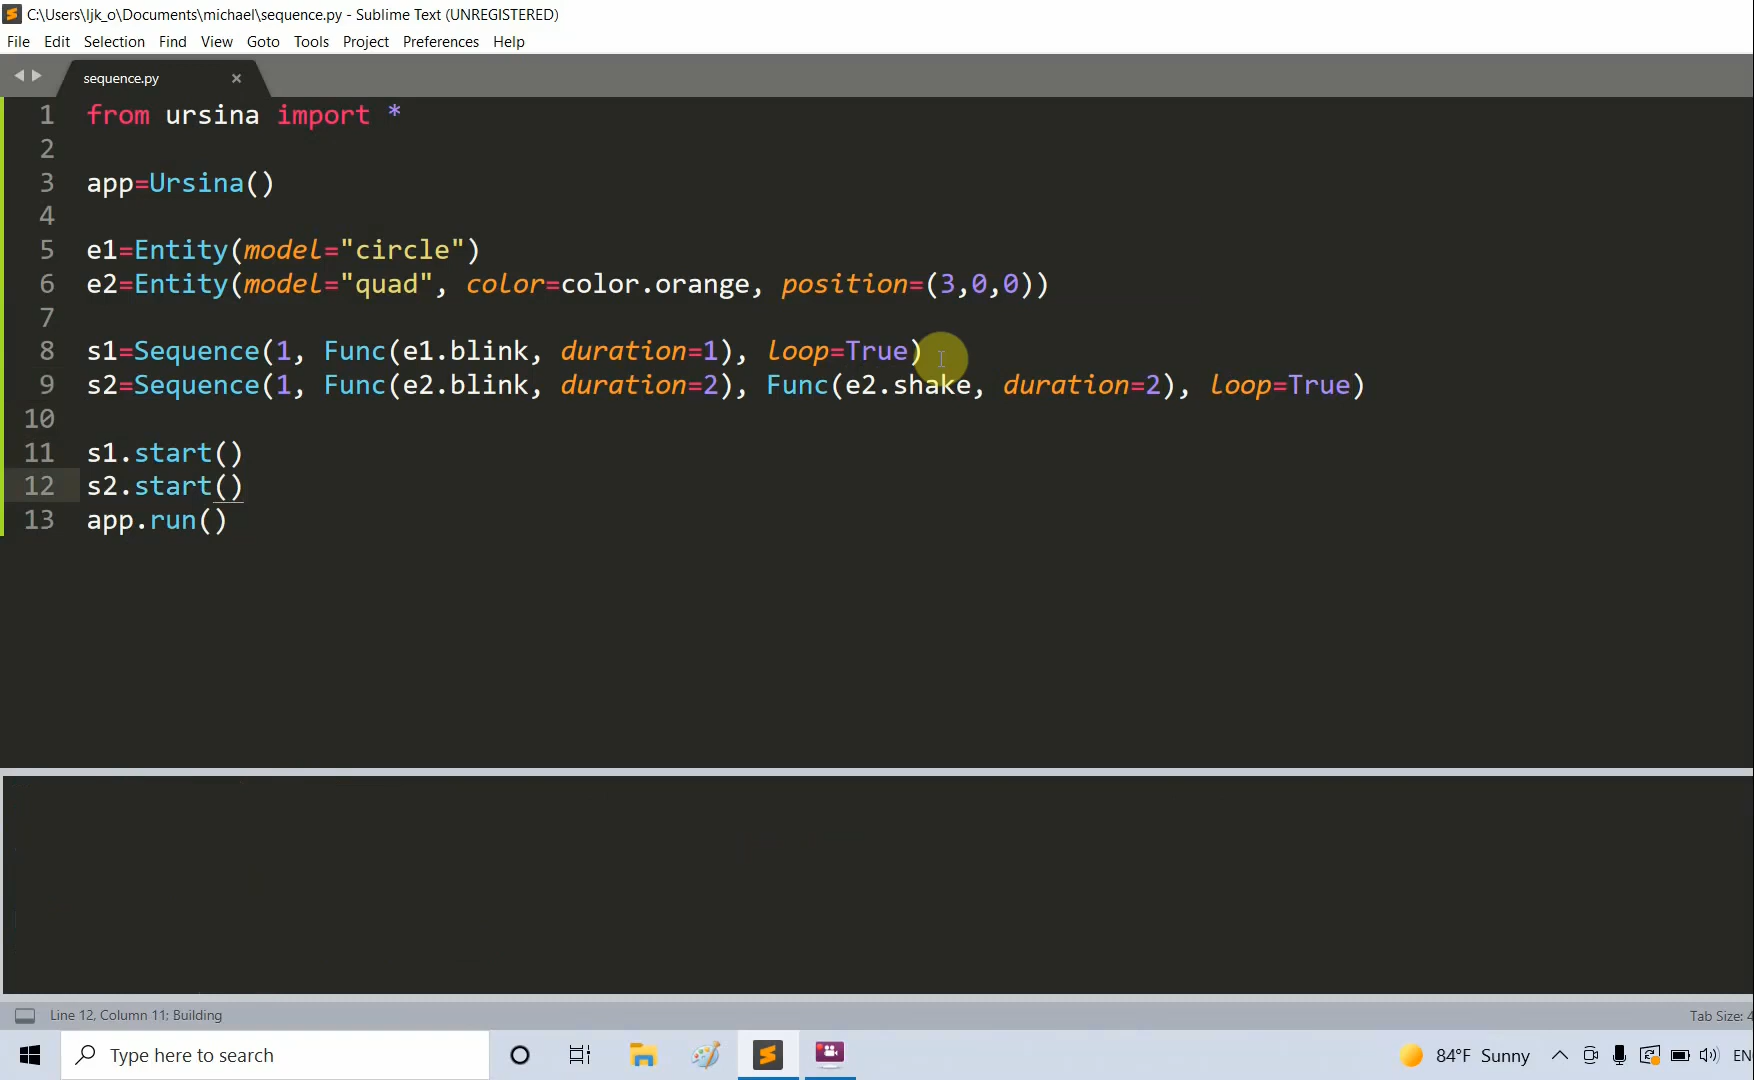 C:\Users\ljk_o\Documents\michael\sequence.py - Sublime Text (UNREGISTERED)
File Edit Selection Find View Goto Tools Project Preferences Help
sequence.py
1 from ursina import *
2
3 app=Ursina()
4
5 e1=Entity(model="circle")
6 e2=Entity(model="quad", color=color.orange, position=(3,0,0))
7
8 s1=Sequence(1, Func(e1.blink, duration=1), loop=True)
9 s2=Sequence(1, Func(e2.blink, duration=2), Func(e2.shake, duration=2), loop=True)
10
11 s1.start()
12 s2.start()
13 app.run()
Line 12, Column 11; Building
Tab Size: 4
Type here to search
84°F Sunny
EN